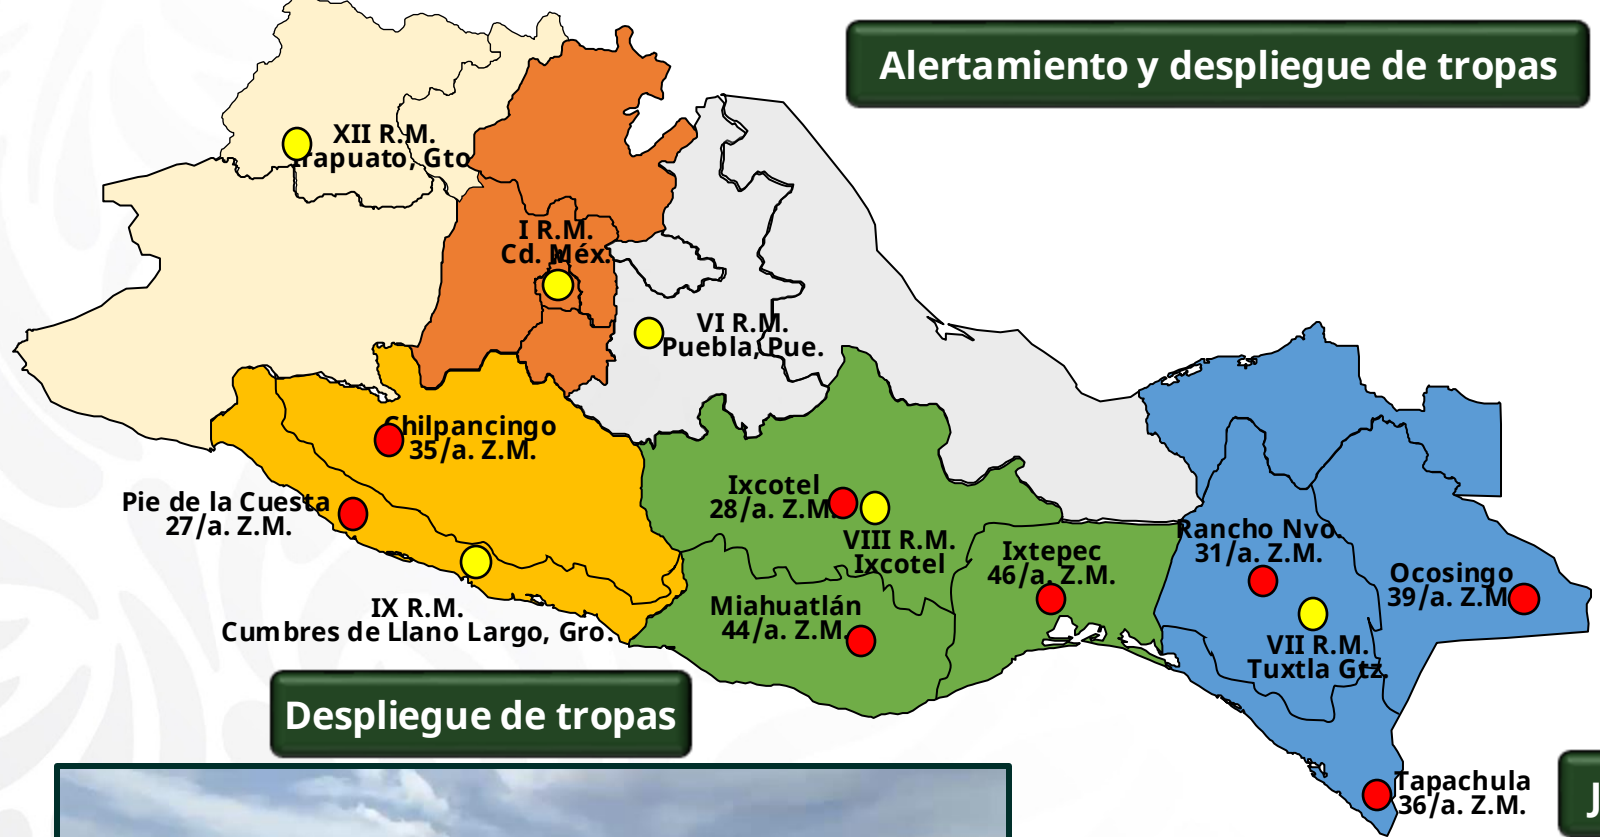 Alertamiento y despliegue de tropas
XII R.M.
Irapuato, Gto
I R.M.
Cd. Méx.
VI R.M.
Puebla, Pue.
Chilpancingo
35/a. Z.M.
Pie de la Cuesta
27/a. Z.M.
IX R.M.
Cumbres de Llano Largo, Gro.
Ixcotel
28/a. Z.M.
VIII R.M.
Ixcotel
Miahuatlán
44/a. Z.M.
Ixtepec
46/a. Z.M.
Rancho Nvo.
31/a. Z.M.
Ocosingo
39/a. Z.M.
VII R.M.
Tuxtla Gtz.
Tapachula
36/a. Z.M.
Despliegue de tropas